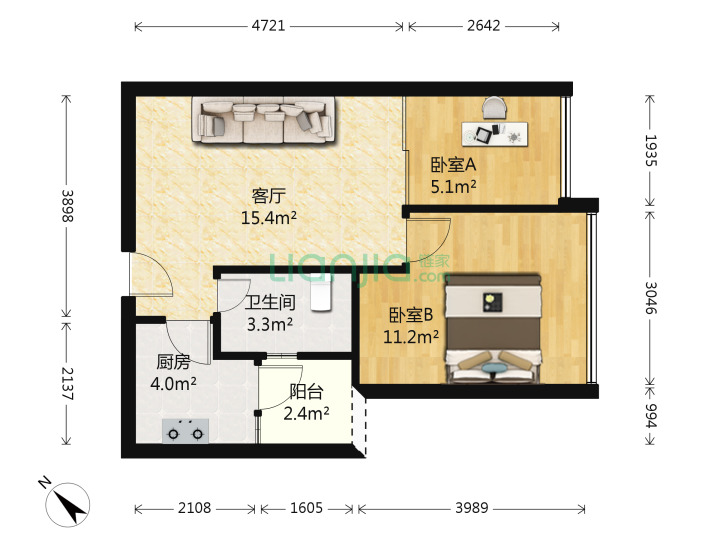 4721
2642
卧室A
5.1m²
1935
3898
客厅
15.4m²
Lianjia 链家
.com
卫生间
3.3m²
卧室B
11.2m²
3046
厨房
4.0m²
阳台
2.4m²
2137
994
N
2108
1605
3989